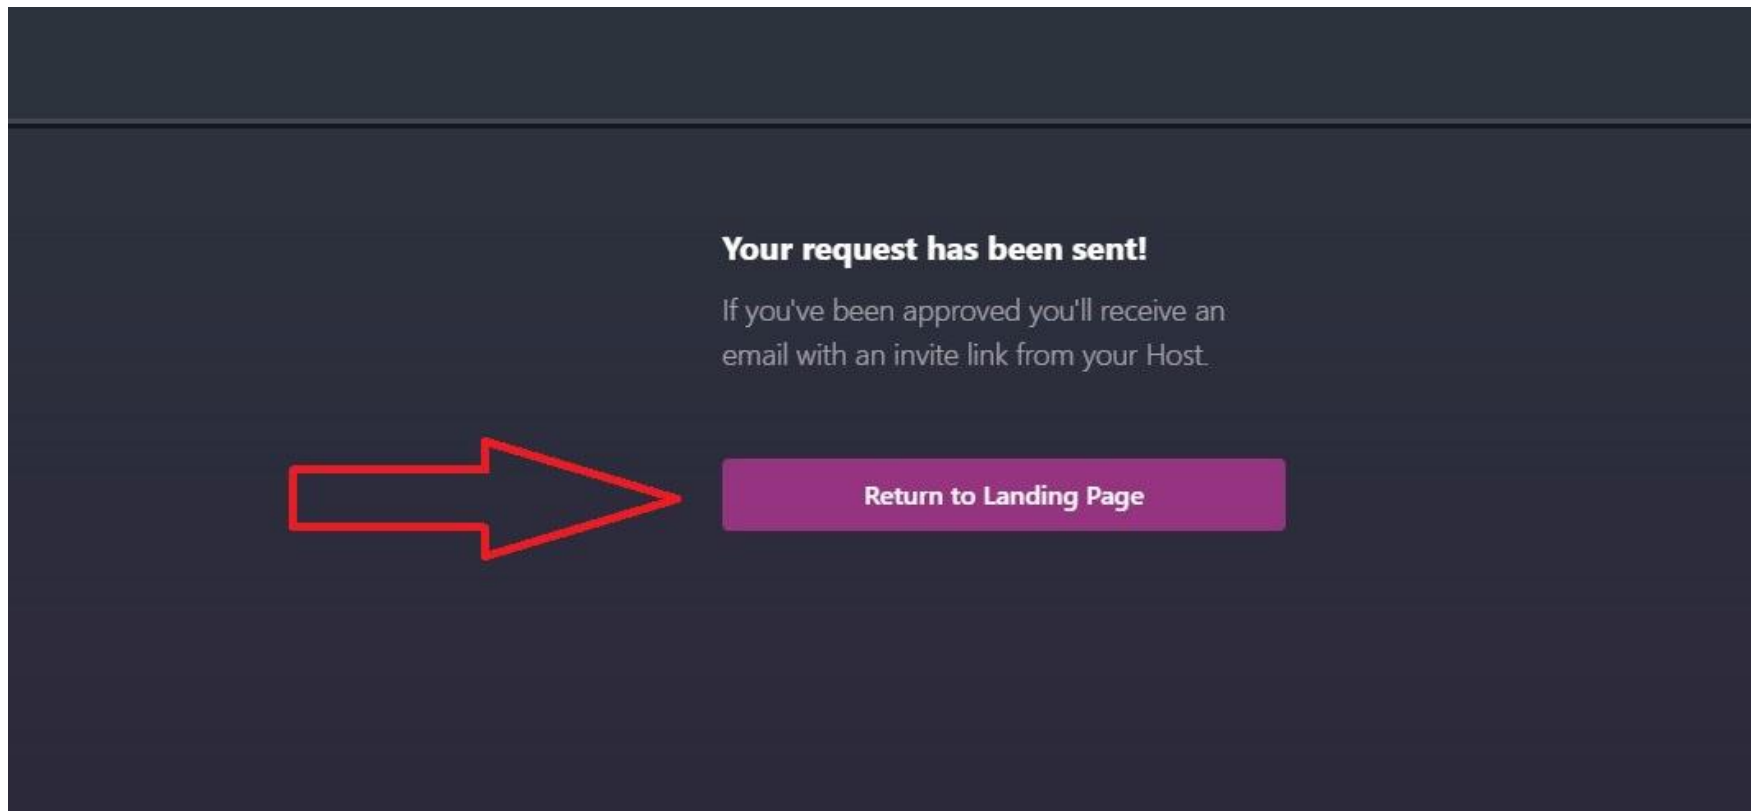 Your request has been sent!
If you've been approved you'll receive an
email with an invite link from your Host.
Return to Landing Page